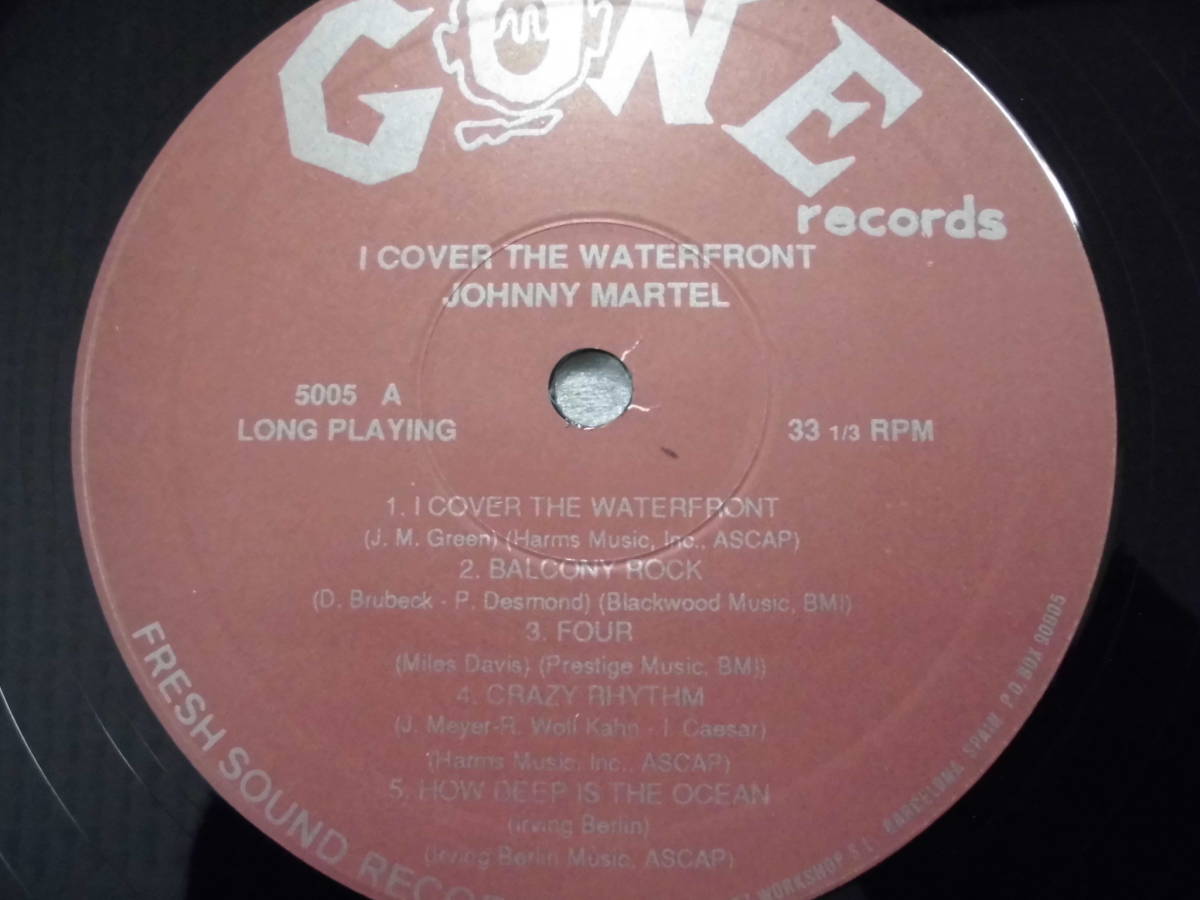 GONE
records
I COVER THE WATERFRONT
JOHNNY MARTEL
5005 A
LONG PLAYING
33 1/3 RPM
1. I COVER THE WATERFRONT
(J. M. Green) (Harms Music, Inc., ASCAP)
2. BALCONY ROCK
(D. Brubeck - P. Desmond) (Blackwood Music, BMI)
3. FOUR
(Miles Davis) (Prestige Music, BMI)
4. CRAZY RHYTHM
(J. Meyer-R. Wolf Kahn - I. Caesar)
(Harms Music, Inc., ASCAP)
5. HOW DEEP IS THE OCEAN
(Irving Berlin)
(Irving Berlin Music, ASCAP)
FRESH SOUND RECO
WORKSHOP S.L. BARCELONA, SPAIN. P.O. BOX 90905